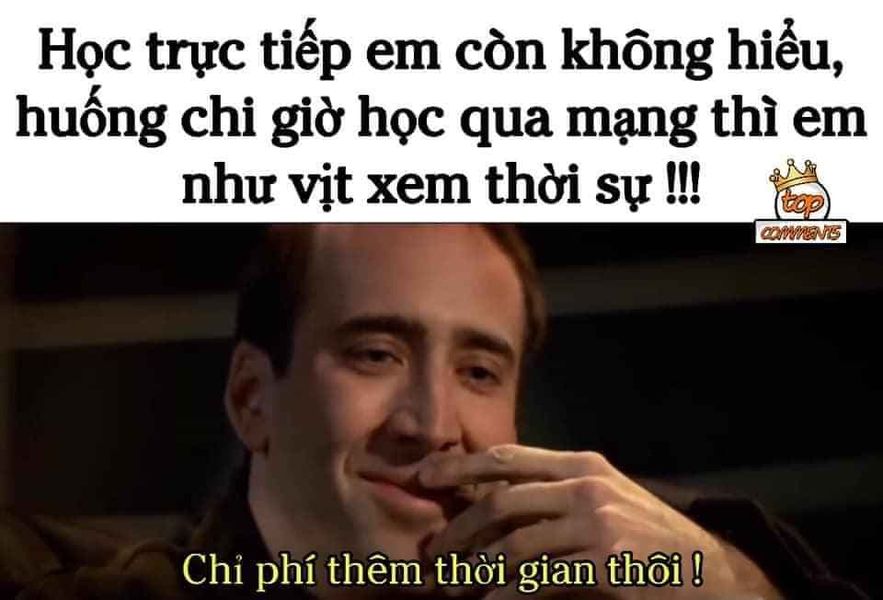 Học trực tiếp em còn không hiểu,
huống chi giờ học qua mạng thì em
như vịt xem thời sự !!!
top
COMMENTS
Chỉ phí thêm thời gian thôi !